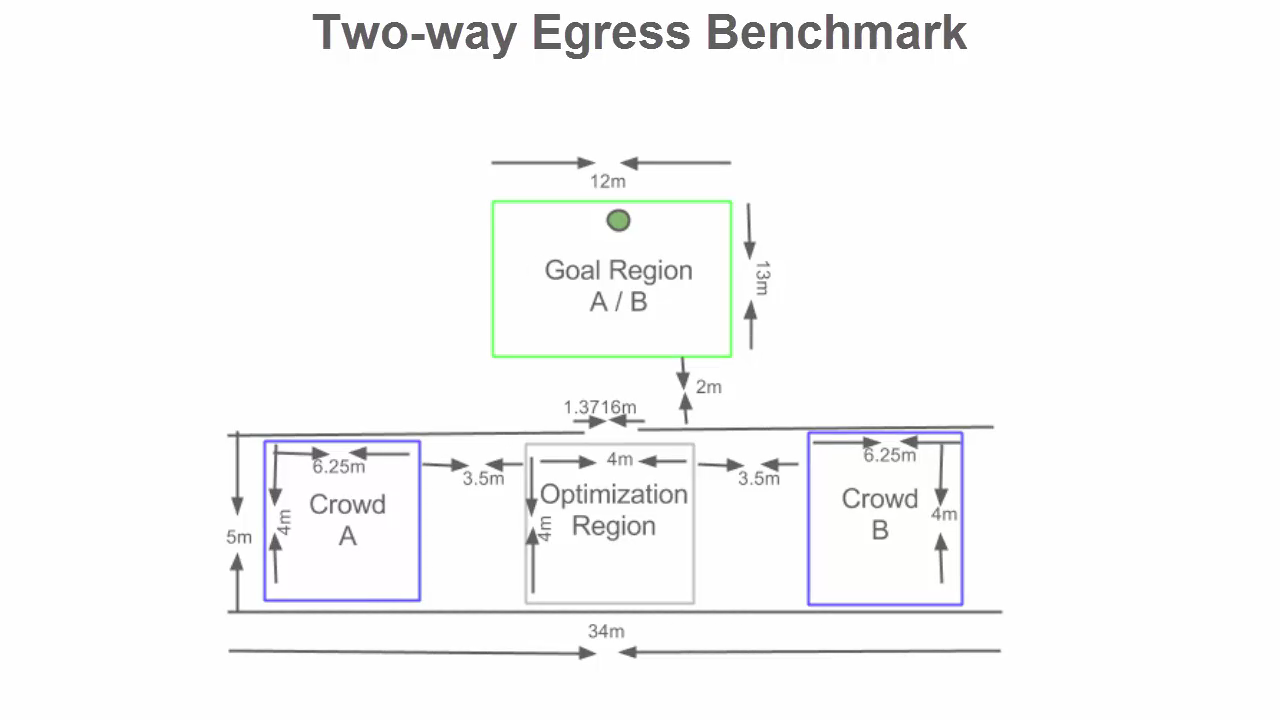 Two-way Egress Benchmark
12m
Goal Region
A / B
13m
2m
1.3716m
6.25m
3.5m
4m
3.5m
6.25m
Crowd
A
4m
Optimization
Region
4m
Crowd
B
4m
5m
34m